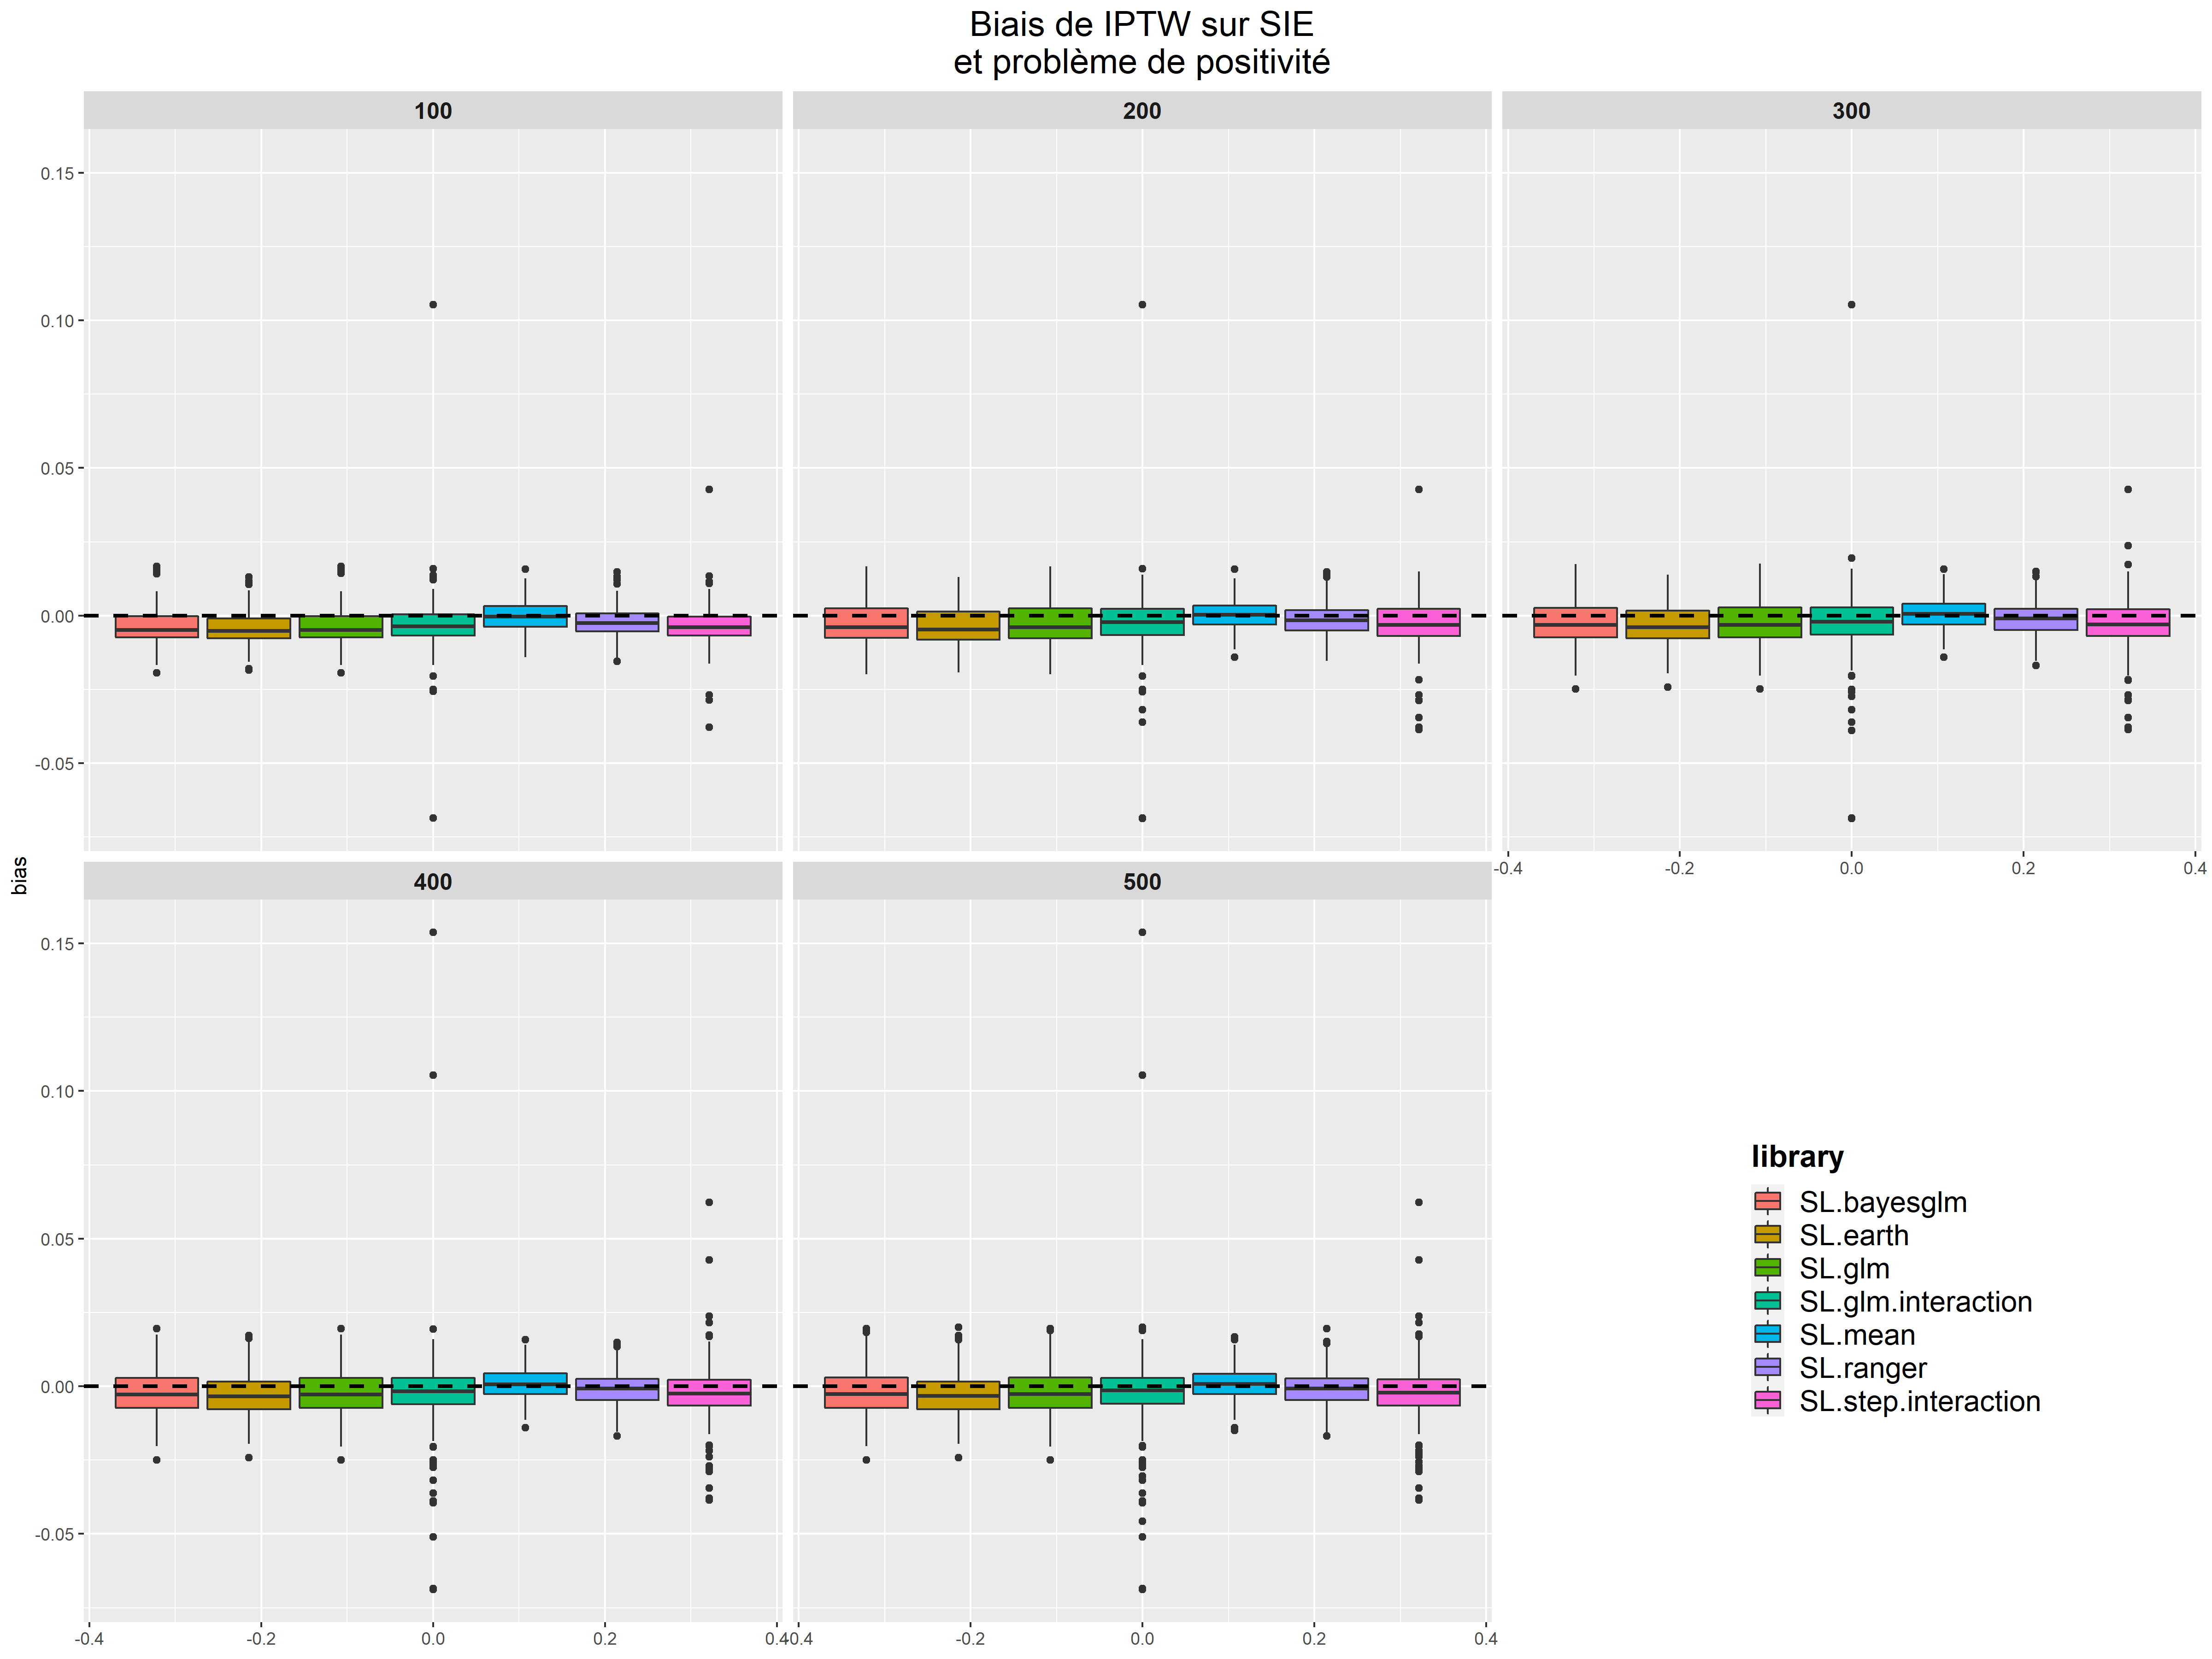 Biais de IPTW sur SIE
et problème de positivité
100
200
300
0.15
0.10
0.05
0.00
-0.05
-0.4
-0.2
0.0
0.2
0.4
bias
400
500
0.15
0.10
0.05
0.00
-0.05
-0.4
-0.2
0.0
0.2
0.4
-0.4
-0.2
0.0
0.2
0.4
library
SL.bayesglm
SL.earth
SL.glm
SL.glm.interaction
SL.mean
SL.ranger
SL.step.interaction